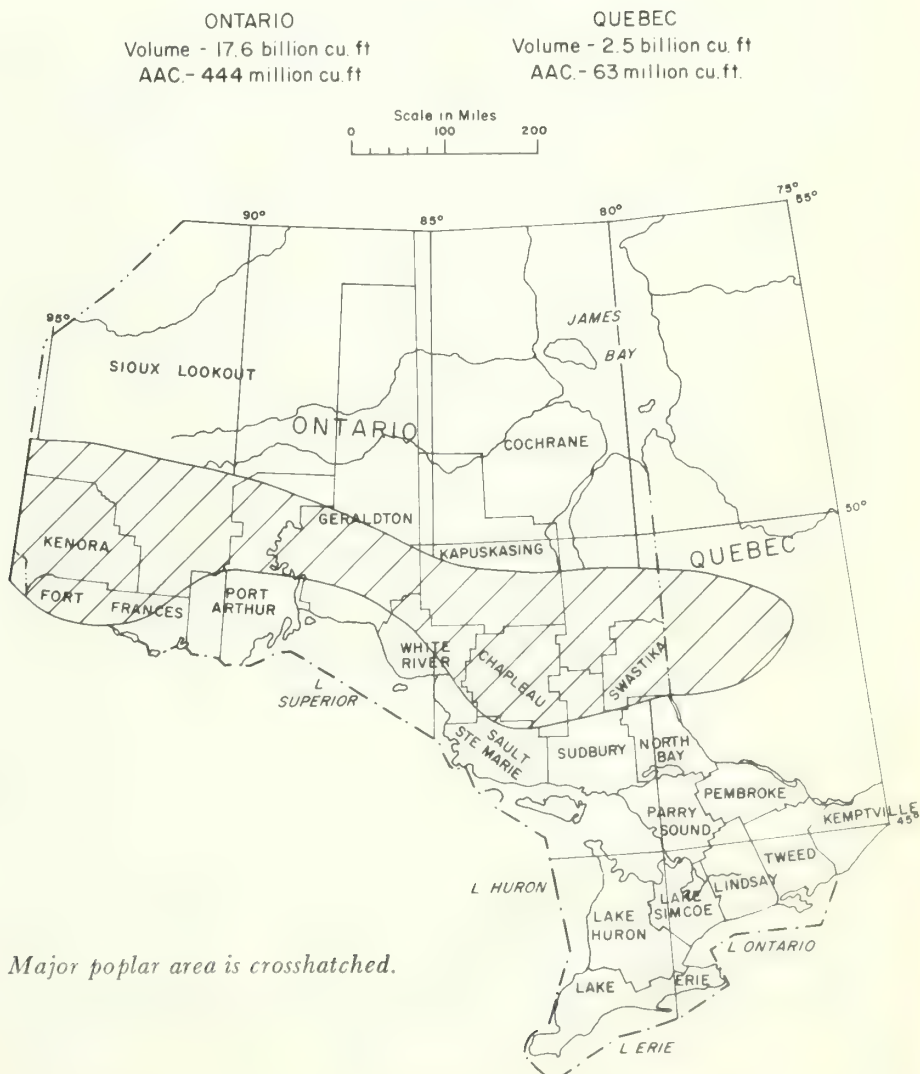 ONTARIO
Volume - 17.6 billion cu. ft
AAC.- 444 million cu.ft
QUEBEC
Volume - 2.5 billion cu. ft
AAC.- 63 million cu.ft.
Scale in Miles
0 100 200
75°
55°
90° 85° 80°
95°
JAMES
BAY
SIOUX LOOKOUT
ONTARIO
COCHRANE
50°
GERALDTON
KENORA
KAPUSKASING
QUEBEC
FORT FRANCES
PORT
ARTHUR
WHITE
RIVER
CHAPLEAU
SWASTIKA
L
SUPERIOR
SAULT
STE MARIE
SUDBURY
NORTH
BAY
PEMBROKE
PARRY
SOUND
KEMPTVILLE
45°
TWEED
LINDSAY
L HURON
LAKE
SIMCOE
LAKE
HURON
L ONTARIO
Major poplar area is crosshatched.
LAKE ERIE
L ERIE